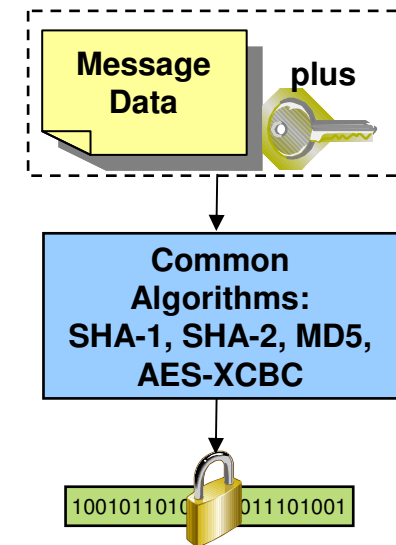 Message
Data
plus
Common
Algorithms:
SHA-1, SHA-2, MD5,
AES-XCBC
1001011010 011101001